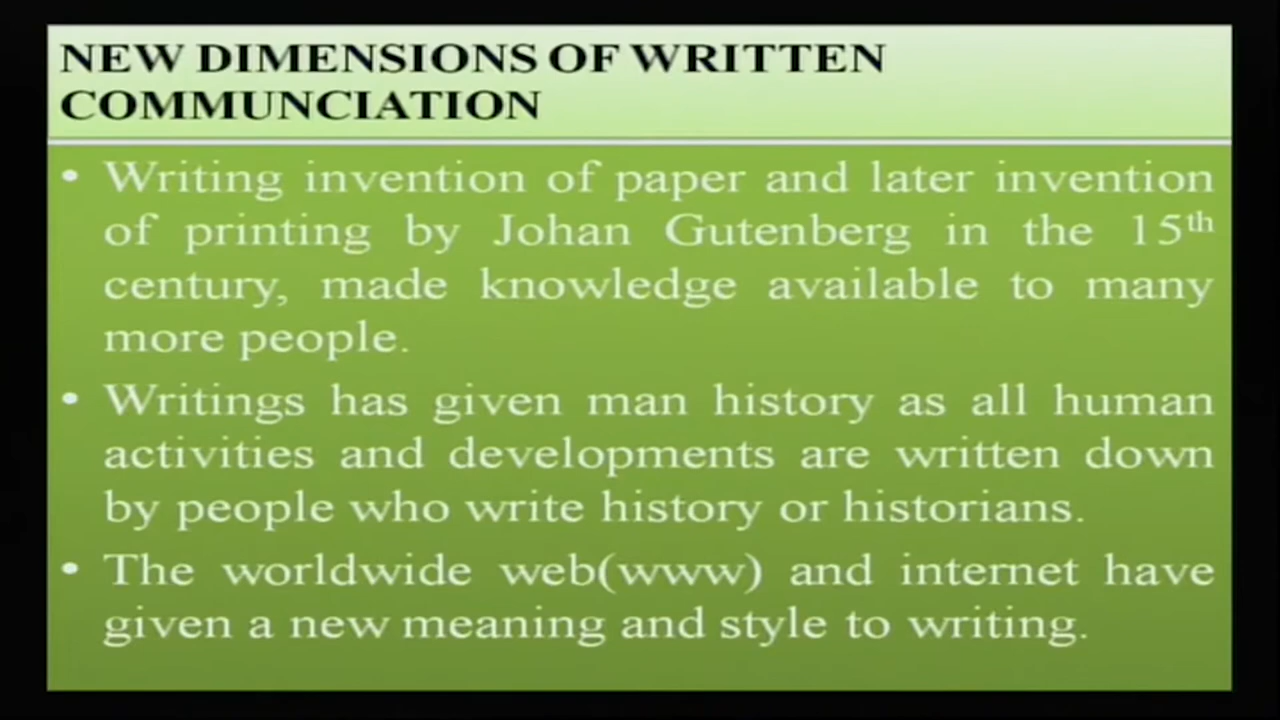 NEW DIMENSIONS OF WRITTEN
COMMUNCIATION
• Writing invention of paper and later invention
of printing by Johan Gutenberg in the 15th
century, made knowledge available to many
more people.
• Writings has given man history as all human
activities and developments are written down
by people who write history or historians.
• The worldwide web(www) and internet have
given a new meaning and style to writing.